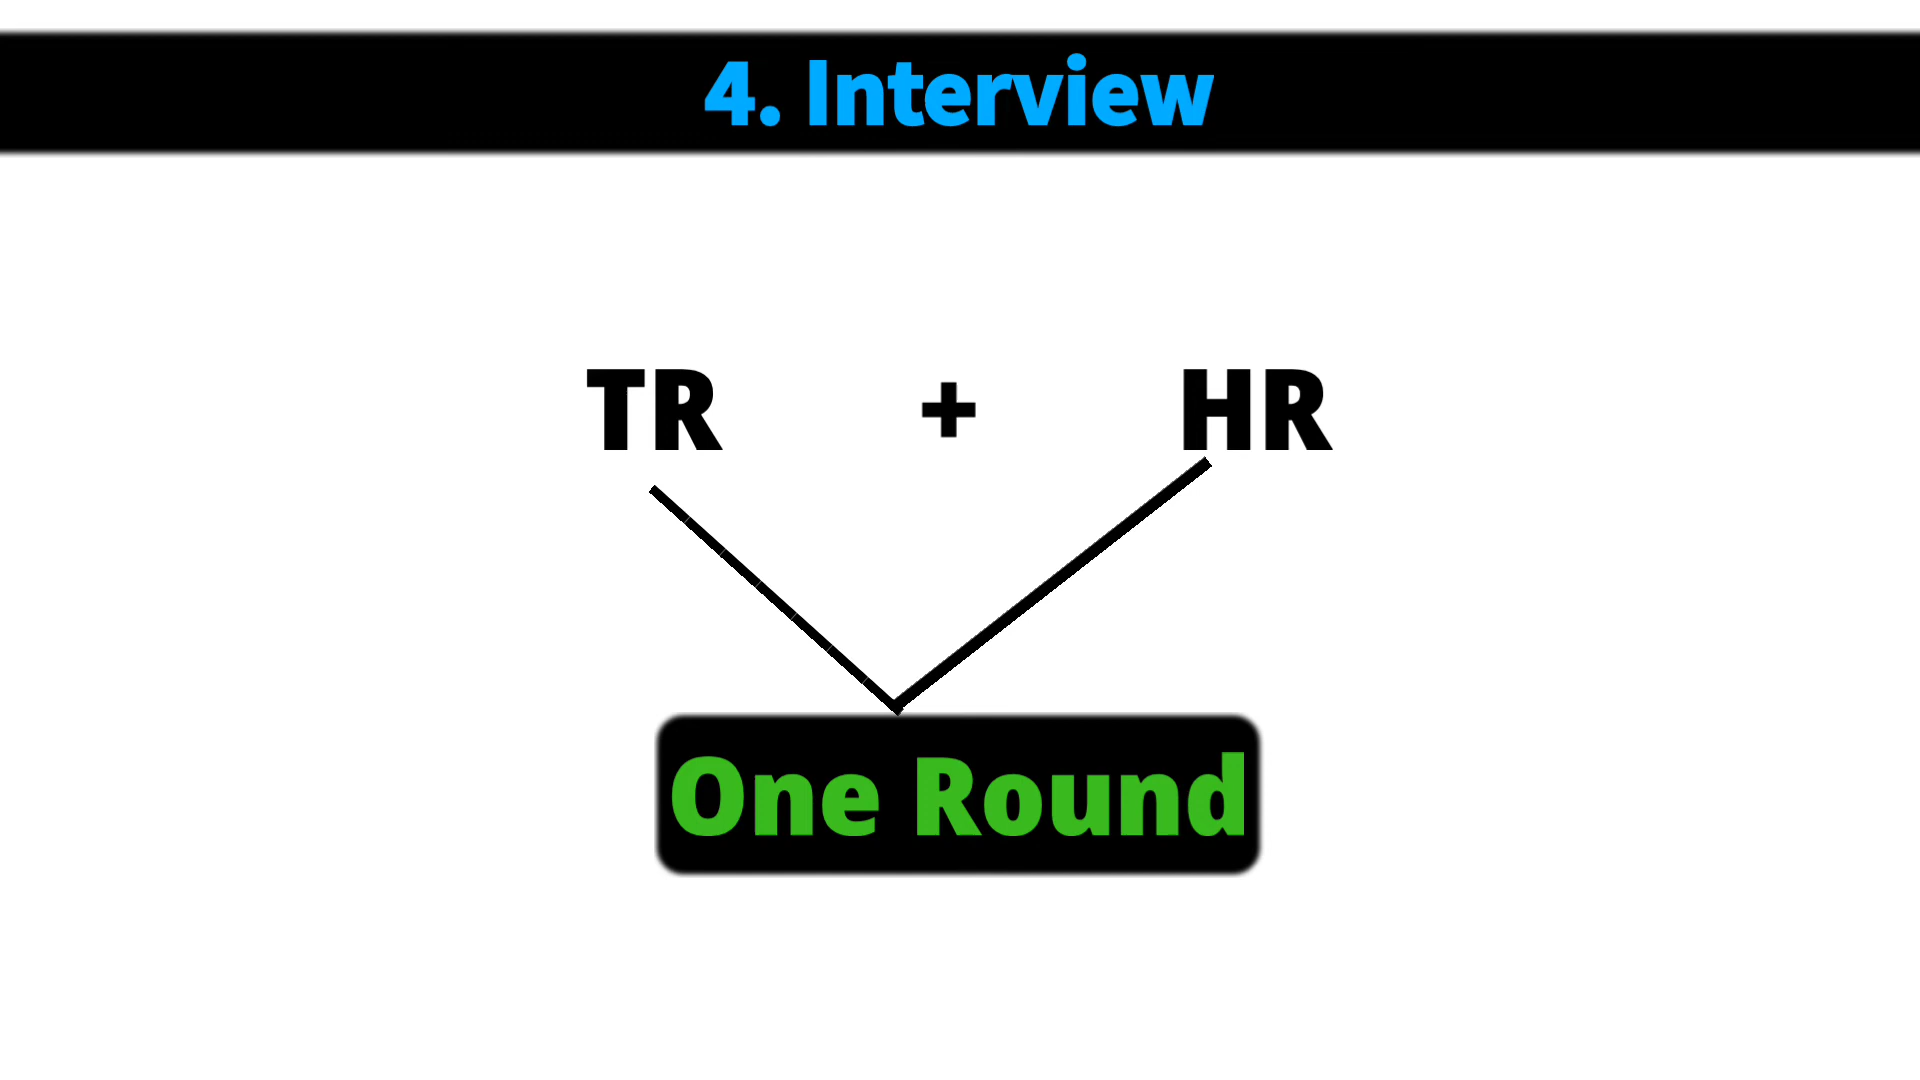 4. Interview
TR + HR
One Round